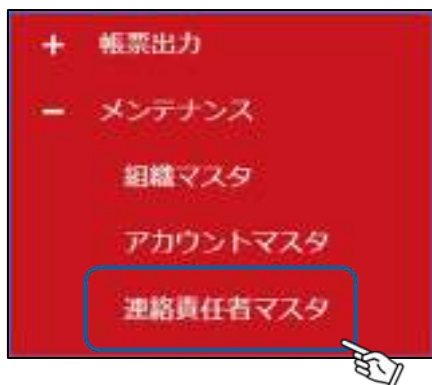 + 帳票出力
− メンテナンス
組織マスタ
アカウントマスタ
連絡責任者マスタ